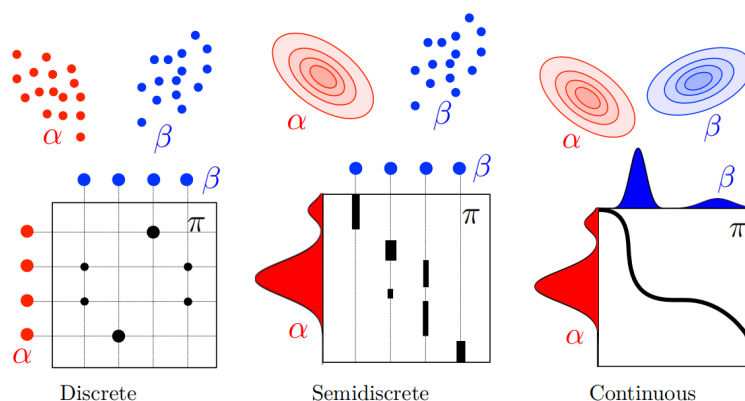 α β α β α β
β π π β π
α α α
Discrete Semidiscrete Continuous